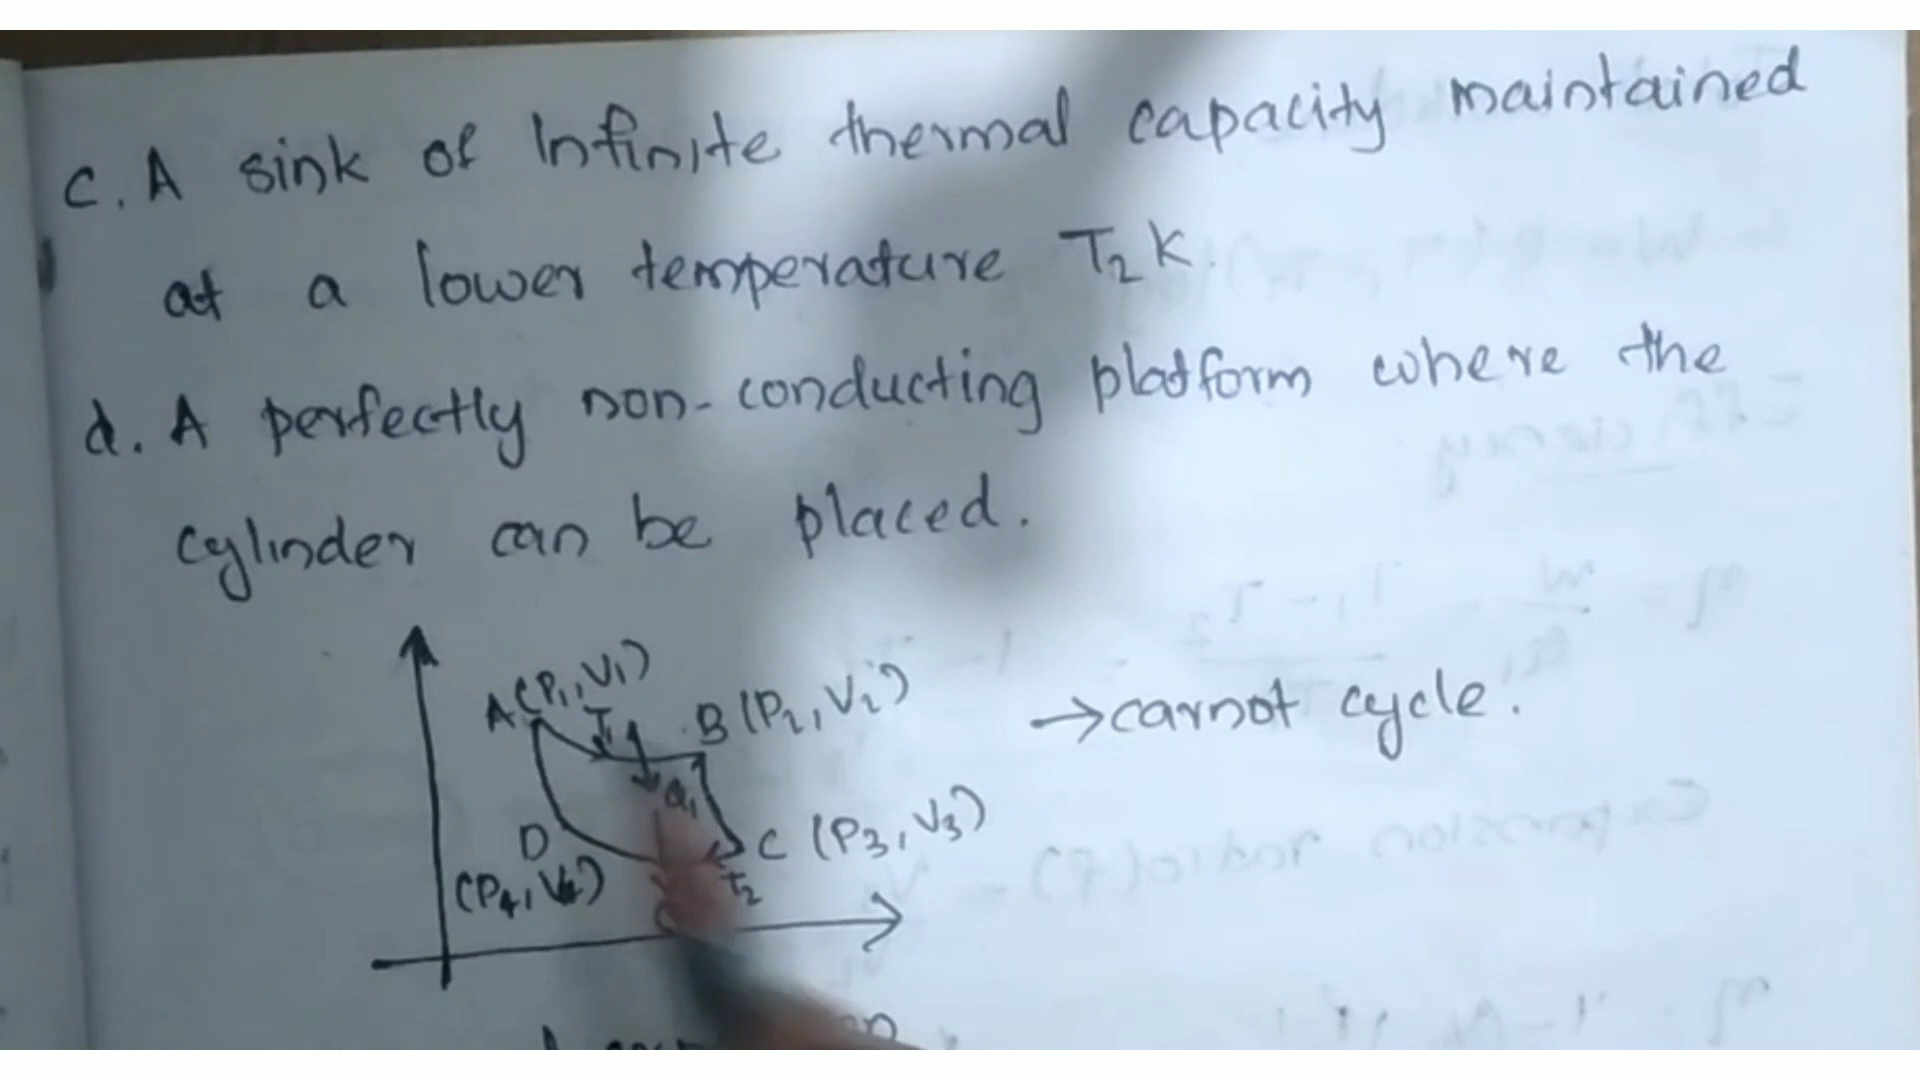 C. A sink of Infinite thermal capacity maintained
at a lower temperature T₂ K.
d. A perfectly non-conducting platform where the
cylinder can be placed.
A (P₁, V₁)
T₁
B (P₂, V₂)
→ carnot cycle.
Q₁
D
C (P₃, V₃)
(P₄, V₄)
T₂